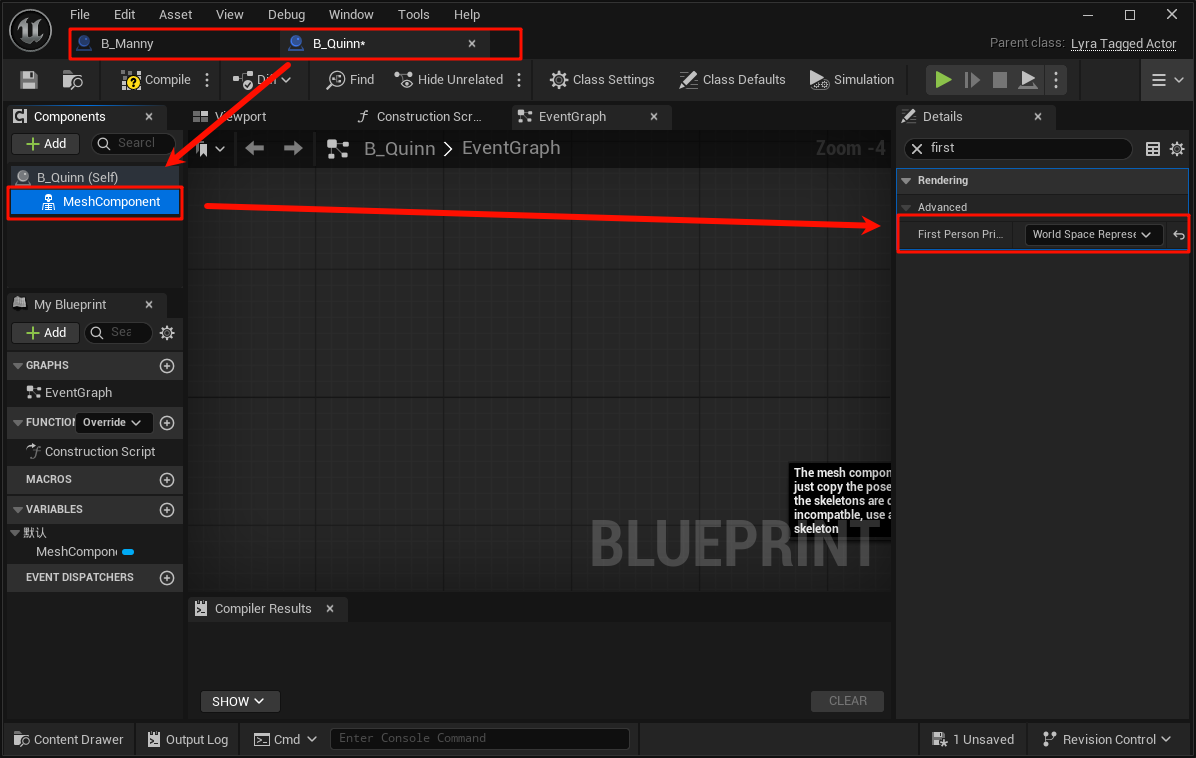 File Edit Asset View Debug Window Tools Help
B_Manny
B_Quinn*
Parent class: Lyra Tagged Actor
Compile
Diff
Find
Hide Unrelated
Class Settings
Class Defaults
Simulation
Components
Viewport
Construction Scr...
EventGraph
Details
Add
Search
B_Quinn
EventGraph
Zoom -4
first
B_Quinn (Self)
MeshComponent
Rendering
Advanced
First Person Pri...
World Space Represe
My Blueprint
Add
Sea
GRAPHS
EventGraph
FUNCTION
Override
Construction Script
MACROS
VARIABLES
默认
MeshCompone
EVENT DISPATCHERS
The mesh compon
just copy the pose
the skeletons are
incompatble, use a
skeleton
BLUEPRINT
Compiler Results
SHOW
CLEAR
Content Drawer
Output Log
Cmd
Enter Console Command
1 Unsaved
Revision Control